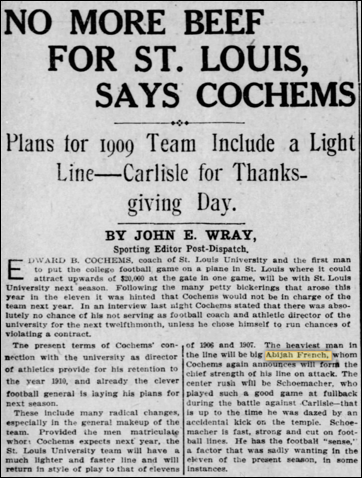 NO MORE BEEF
FOR ST. LOUIS,
SAYS COCHEMS
Plans for 1909 Team Include a Light
Line—Carlisle for Thanks-
giving Day.
BY JOHN E. WRAY,
Sporting Editor Post-Dispatch.
EDWARD B. COCHEMS, coach of St. Louis University and the first man
to put the college football game on a plane in St. Louis where it could
attract upwards of $20,000 at the gate in one game, will be with St. Louis
University next season. Following the many petty bickerings that arose this
year in the eleven it was hinted that Cochems would not be in charge of the
team next year. In an interview last night Cochems stated that there was abso-
lutely no chance of his not serving as football coach and athletic director of the
university for the next twelfthmonth, unless he chose himself to run chances of
violating a contract.
The present terms of Cochems' con-
nection with the university as director
of athletics provide for his retention to
the year 1910, and already the clever
football general is laying his plans for
next season.
These include many radical changes,
especially in the general makeup of the
team. Provided the men matriculate
whom Cochems expects next year, the
St. Louis University team will have a
much lighter and faster line and will
return in style of play to that of elevens
of 1906 and 1907. The heaviest man in
the line will be big Abijah French, whom
Cochems again announces will form the
chief strength of his line on attack. The
center rush will be Schoemacher, who
played such a good game at fullback
during the battle against Carlisle—that
is up to the time he was dazed by an
accidental kick on the temple. Schoe-
macher is fast, strong and cut on foot-
ball lines. He has the football "sense,"
a factor that was sadly wanting in the
eleven of the present season, in some
instances.